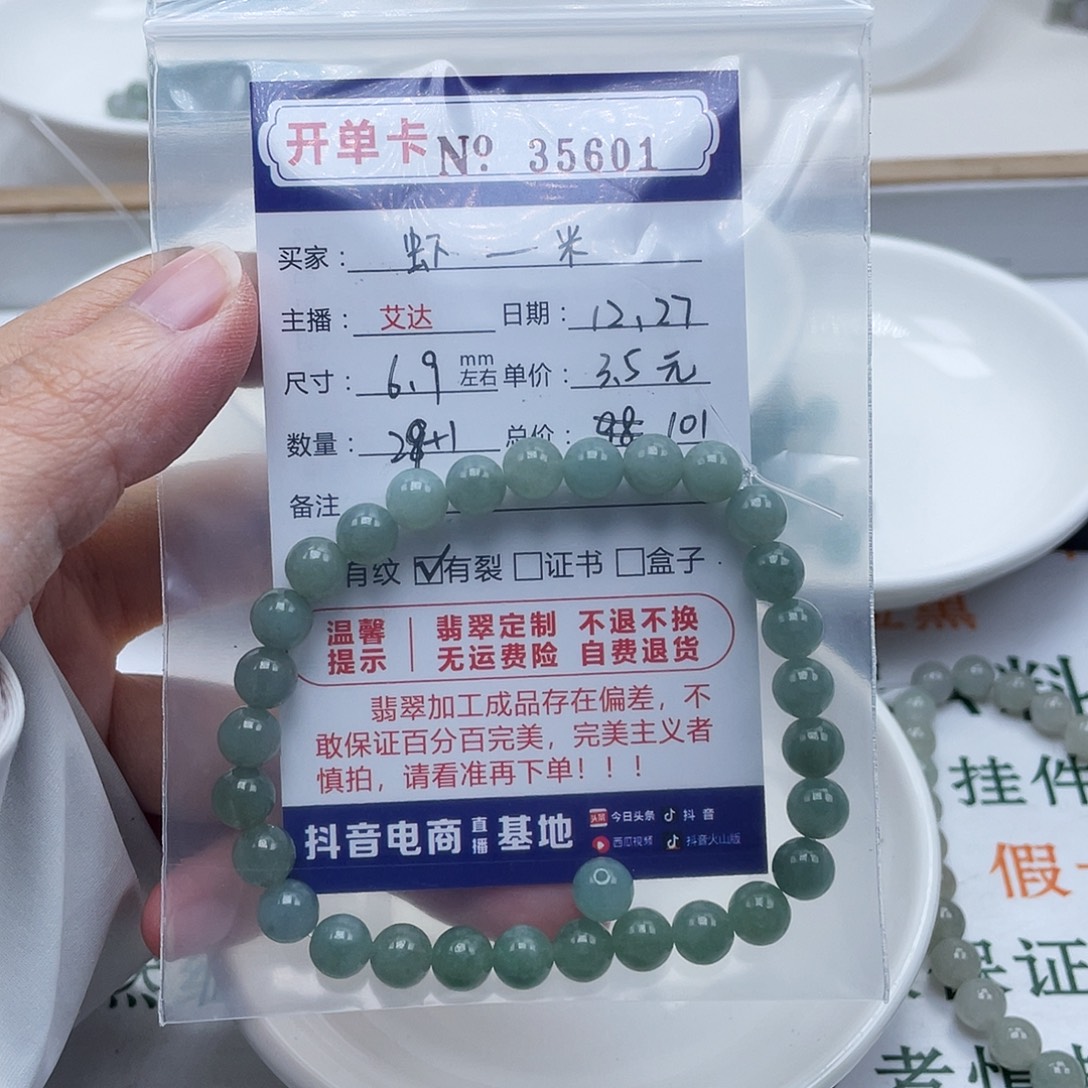 开单卡 Nº 35601
买家： 虾一米
主播： 艾达 日期： 12.27
尺寸： 6.9 mm左右 单价： 3.5元
数量： 28+1 总价： 98 101
备注
有纹 ☑有裂 □证书 □盒子
温馨提示 翡翠定制 不退不换
无运费险 自费退货
翡翠加工成品存在偏差，不
敢保证百分百完美，完美主义者
慎拍，请看准再下单！！！
抖音电商直播基地 头条 今日头条 抖音
西瓜视频 抖音火山版
料
挂件
假一
保证